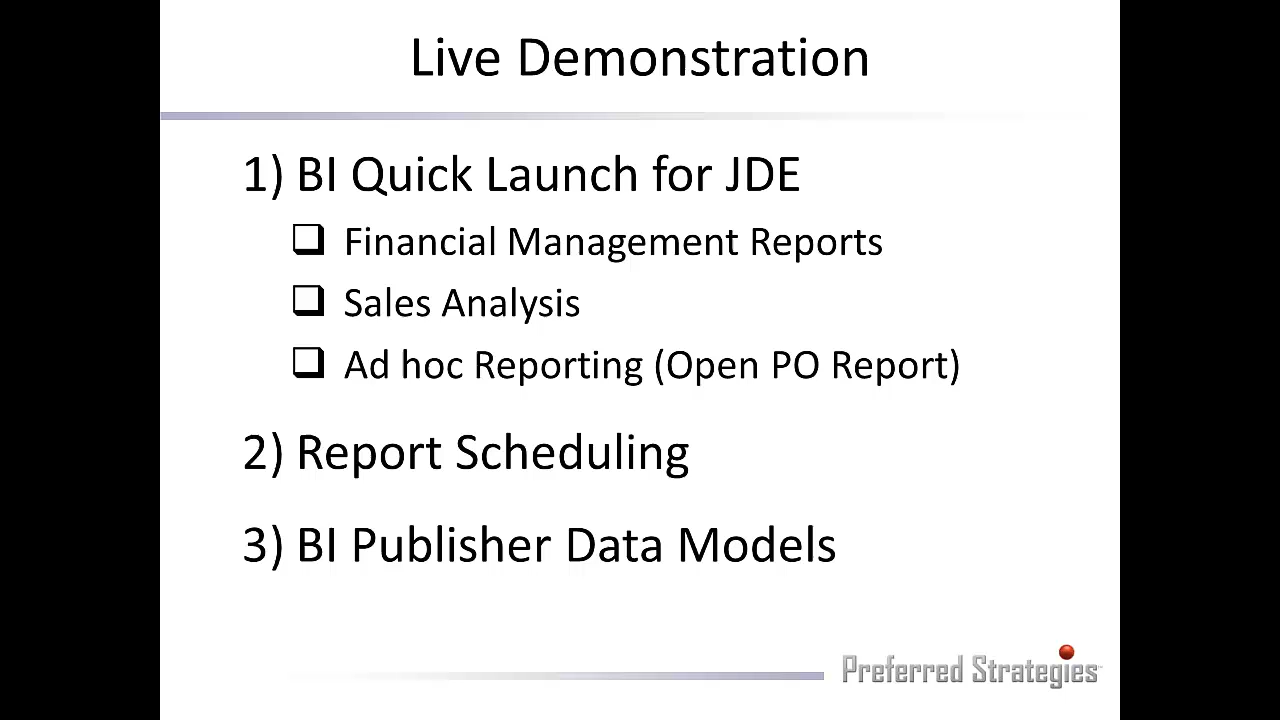 Live Demonstration
1) BI Quick Launch for JDE
❑ Financial Management Reports
❑ Sales Analysis
❑ Ad hoc Reporting (Open PO Report)
2) Report Scheduling
3) BI Publisher Data Models
Preferred Strategies